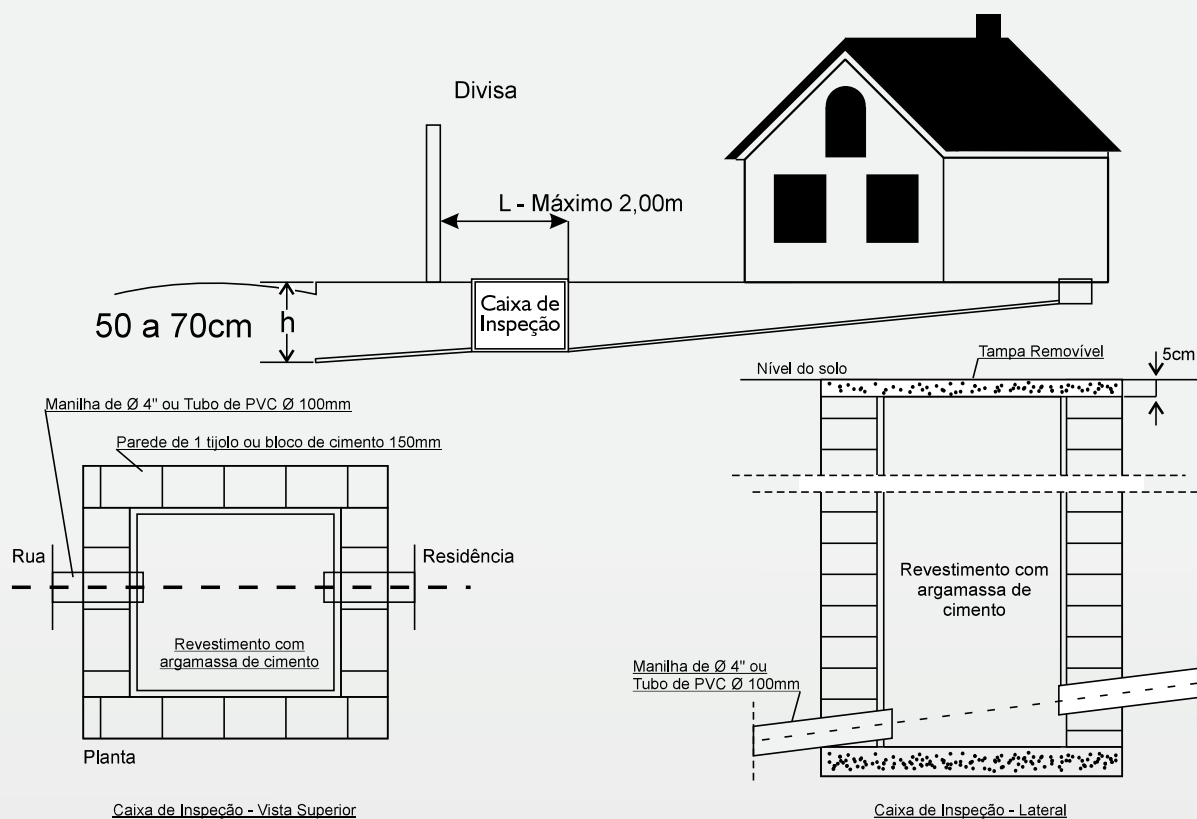 Divisa
L - Máximo 2,00m
Caixa de
Inspeção
50 a 70cm
h
Nível do solo
Tampa Removível
5cm
Manilha de Ø 4" ou Tubo de PVC Ø 100mm
Parede de 1 tijolo ou bloco de cimento 150mm
Rua
Residência
Revestimento com
argamassa de cimento
Planta
Caixa de Inspeção - Vista Superior
Revestimento com
argamassa de
cimento
Manilha de Ø 4" ou
Tubo de PVC Ø 100mm
Caixa de Inspeção - Lateral